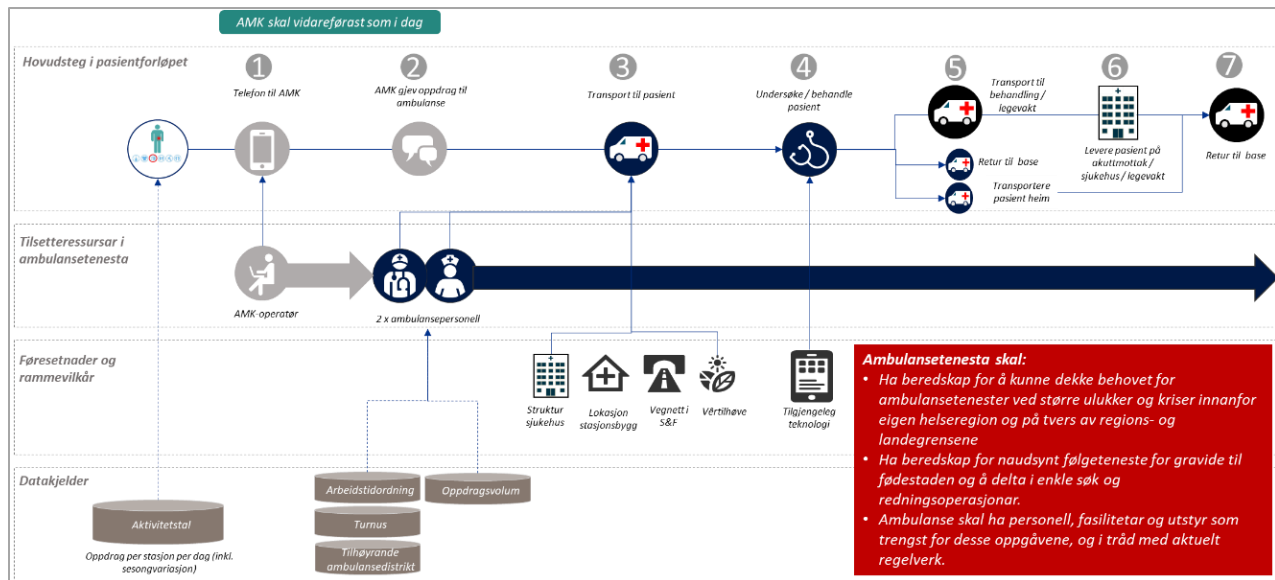 AMK skal vidareførast som i dag
Hovudsteg i pasientforløpet
1
Telefon til AMK
2
AMK gjev oppdrag til
ambulanse
3
Transport til pasient
4
Undersøke / behandle
pasient
5
Transport til
behandling /
legevakt
Retur til base
Transportere
pasient heim
6
Levere pasient på
akuttmottak /
sjukehus / legevakt
7
Retur til base
Tilsetteressursar i
ambulansetenesta
AMK-operatør
2 x ambulansepersonell
Føresetnader og
rammevilkår
Struktur
sjukehus
Lokasjon
stasjonsbygg
Vegnett i
S&F
Vêrtilhøve
Tilgjengeleg
teknologi
Datakjelder
Aktivitetstal
Oppdrag per stasjon per dag (inkl.
sesongvariasjon)
Arbeidstidordning
Turnus
Tilhøyrande
ambulansedistrikt
Oppdragsvolum
Ambulansetenesta skal:
• Ha beredskap for å kunne dekke behovet for
ambulansetenester ved større ulukker og kriser innanfor
eigen helseregion og på tvers av regions- og
landegrensene
• Ha beredskap for naudsynt følgeteneste for gravide til
fødestaden og å delta i enkle søk og
redningsoperasjonar.
• Ambulanse skal ha personell, fasilitetar og utstyr som
trengst for desse oppgåvene, og i tråd med aktuelt
regelverk.